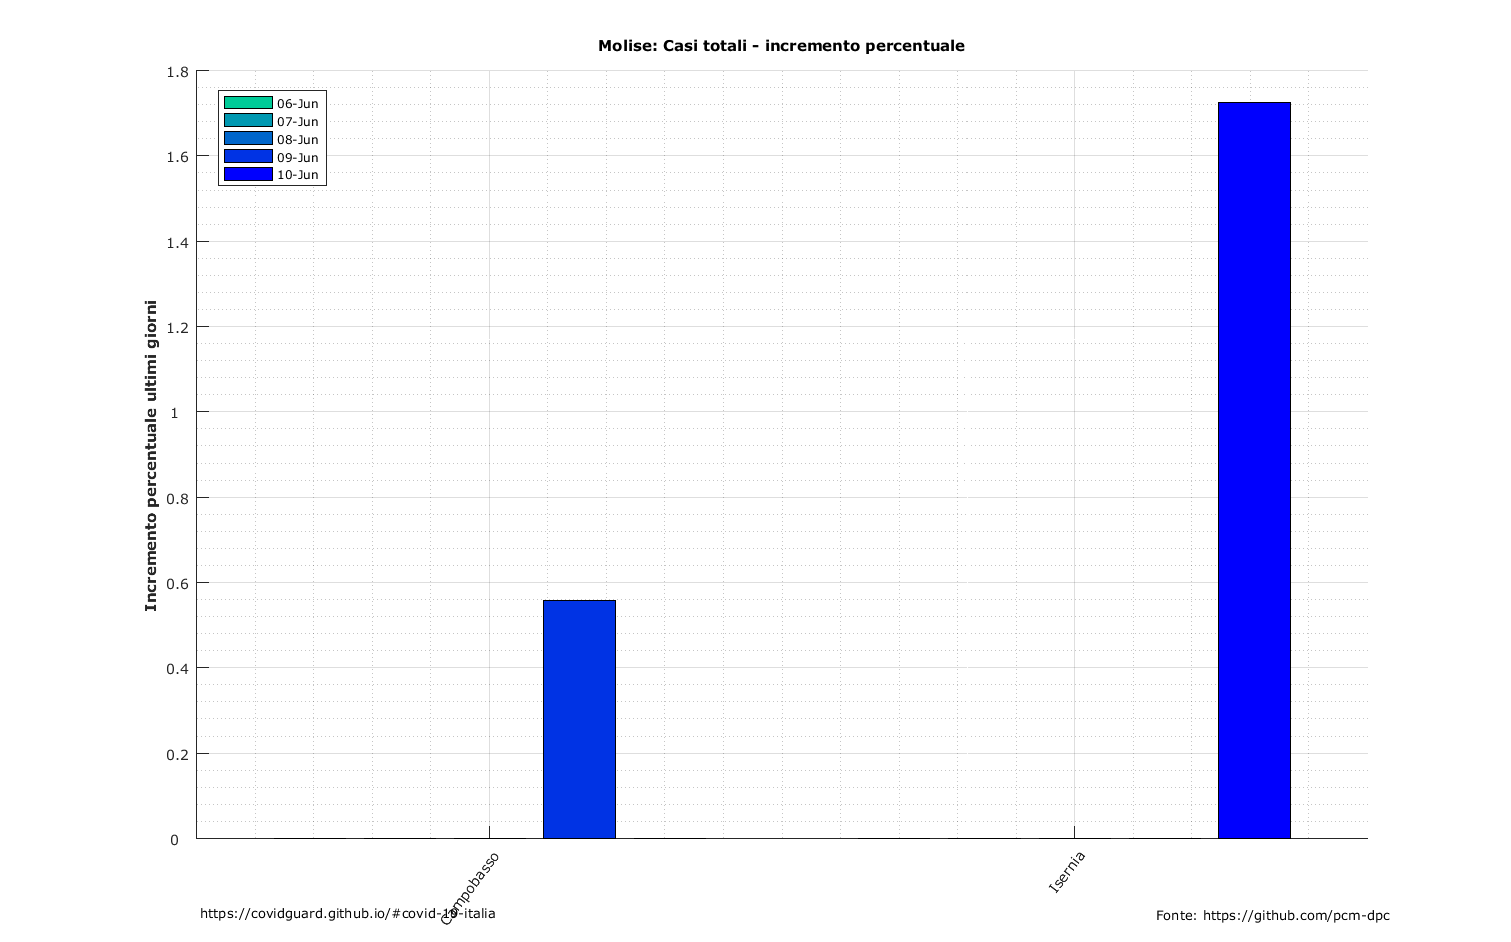 Molise: Casi totali - incremento percentuale
1.8
1.6
1.4
1.2
1
0.8
0.6
0.4
0.2
0
Incremento percentuale ultimi giorni
06-Jun
07-Jun
08-Jun
09-Jun
10-Jun
Campobasso
Isernia
https://covidguard.github.io/#covid-19-italia
Fonte: https://github.com/pcm-dpc